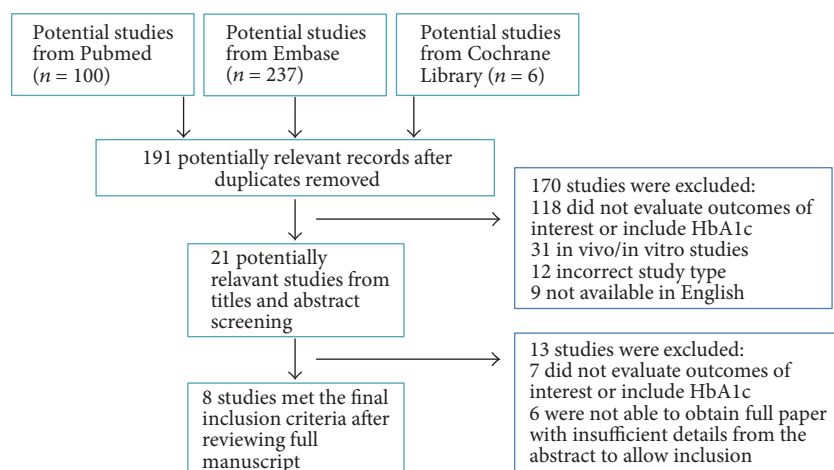 Potential studies
from Pubmed
(n = 100)
Potential studies
from Embase
(n = 237)
Potential studies
from Cochrane
Library (n = 6)
191 potentially relevant records after
duplicates removed
170 studies were excluded:
118 did not evaluate outcomes of
interest or include HbA1c
31 in vivo/in vitro studies
12 incorrect study type
9 not available in English
21 potentially
relavant studies from
titles and abstract
screening
13 studies were excluded:
7 did not evaluate outcomes of
interest or include HbA1c
6 were not able to obtain full paper
with insufficient details from the
abstract to allow inclusion
8 studies met the final
inclusion criteria after
reviewing full
manuscript